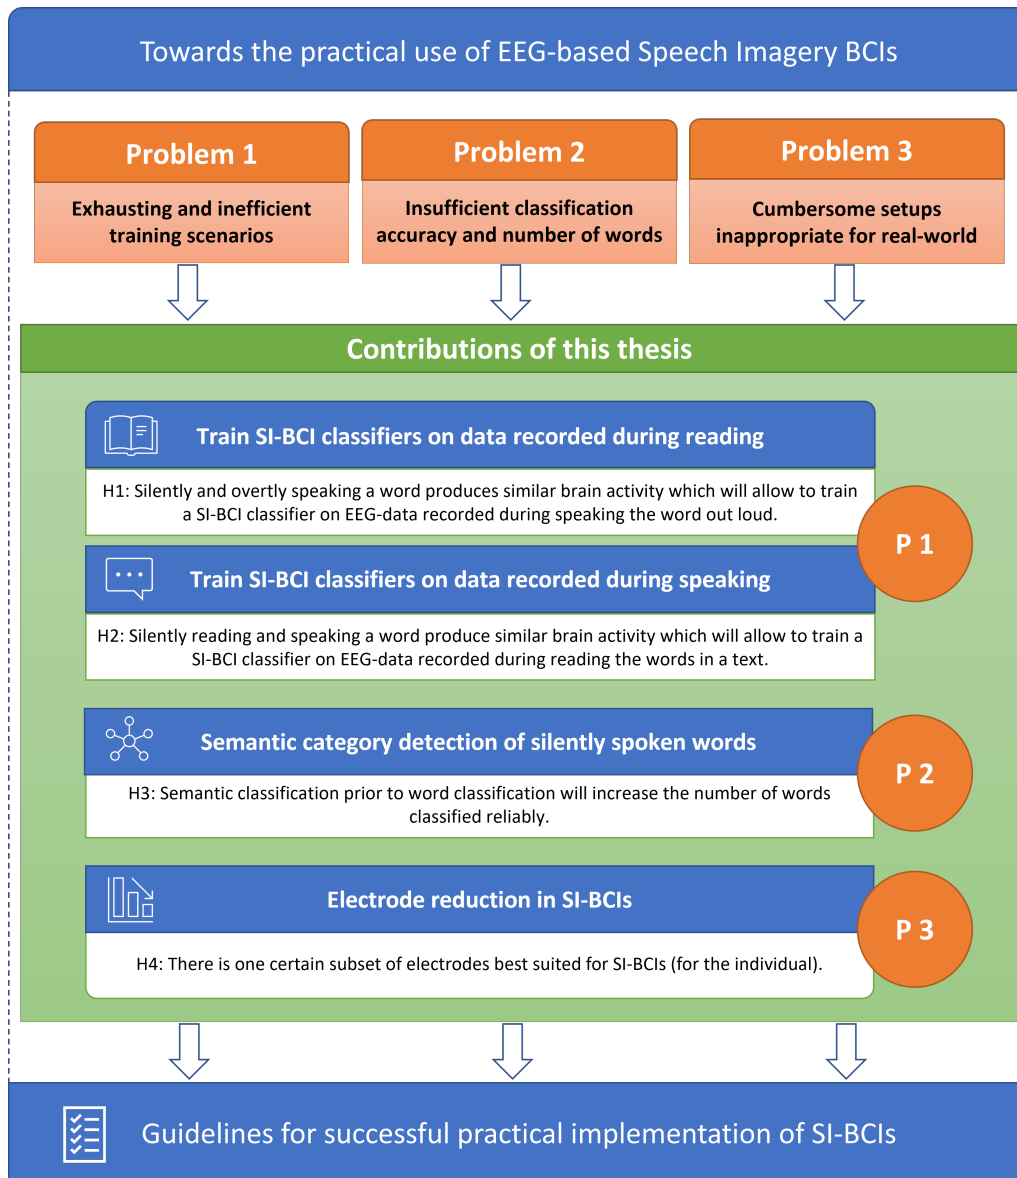 Towards the practical use of EEG-based Speech Imagery BCIs
Problem 1
Exhausting and inefficient
training scenarios
Problem 2
Insufficient classification
accuracy and number of words
Problem 3
Cumbersome setups
inappropriate for real-world
Contributions of this thesis
Train SI-BCI classifiers on data recorded during reading
H1: Silently and overtly speaking a word produces similar brain activity which will allow to train
a SI-BCI classifier on EEG-data recorded during speaking the word out loud.
P 1
Train SI-BCI classifiers on data recorded during speaking
H2: Silently reading and speaking a word produce similar brain activity which will allow to train a
SI-BCI classifier on EEG-data recorded during reading the words in a text.
Semantic category detection of silently spoken words
H3: Semantic classification prior to word classification will increase the number of words
classified reliably.
P 2
Electrode reduction in SI-BCIs
H4: There is one certain subset of electrodes best suited for SI-BCIs (for the individual).
P 3
Guidelines for successful practical implementation of SI-BCIs